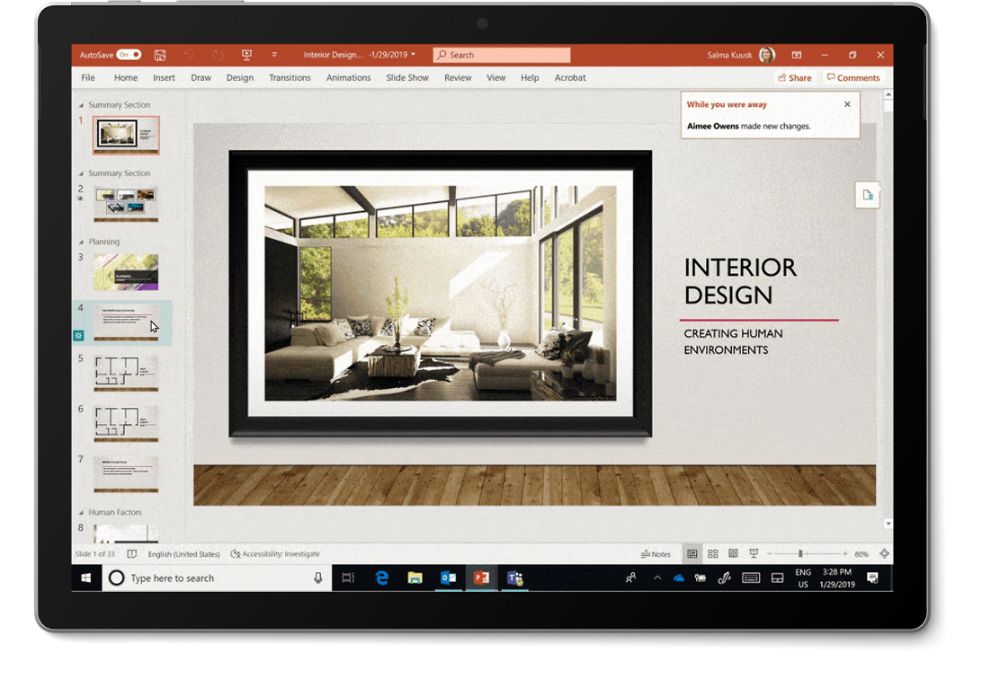 AutoSave On Interior Design... -1/29/2019 Search Salma Kuusk
File Home Insert Draw Design Transitions Animations Slide Show Review View Help Acrobat Share Comments
Summary Section
1
Summary Section
2
Planning
3
4
5
6
7
Human Factors
8
While you were away
Aimee Owens made new changes.
INTERIOR
DESIGN
CREATING HUMAN
ENVIRONMENTS
Slide 1 of 33 English (United States) Accessibility: Investigate Notes 80%
Type here to search
ENG
US
3:28 PM
1/29/2019